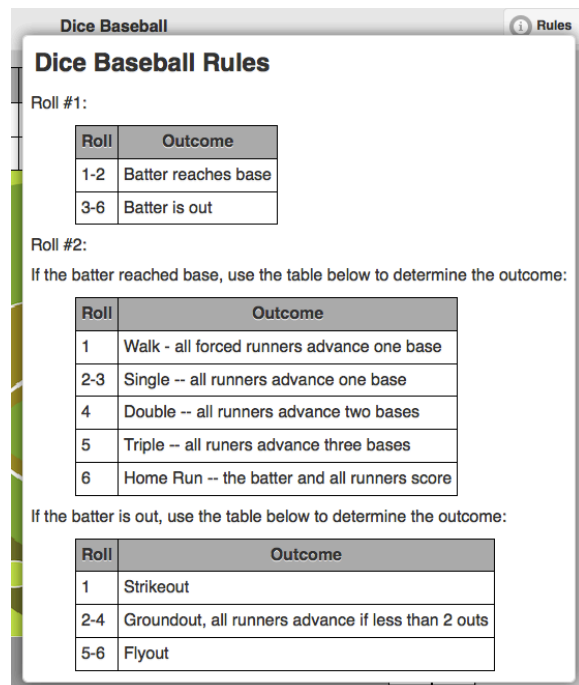 Dice Baseball
Rules
Dice Baseball Rules
Roll #1:
Roll Outcome
1-2 Batter reaches base
3-6 Batter is out
Roll #2:
If the batter reached base, use the table below to determine the outcome:
Roll Outcome
1 Walk - all forced runners advance one base
2-3 Single -- all runners advance one base
4 Double -- all runners advance two bases
5 Triple -- all runers advance three bases
6 Home Run -- the batter and all runners score
If the batter is out, use the table below to determine the outcome:
Roll Outcome
1 Strikeout
2-4 Groundout, all runners advance if less than 2 outs
5-6 Flyout